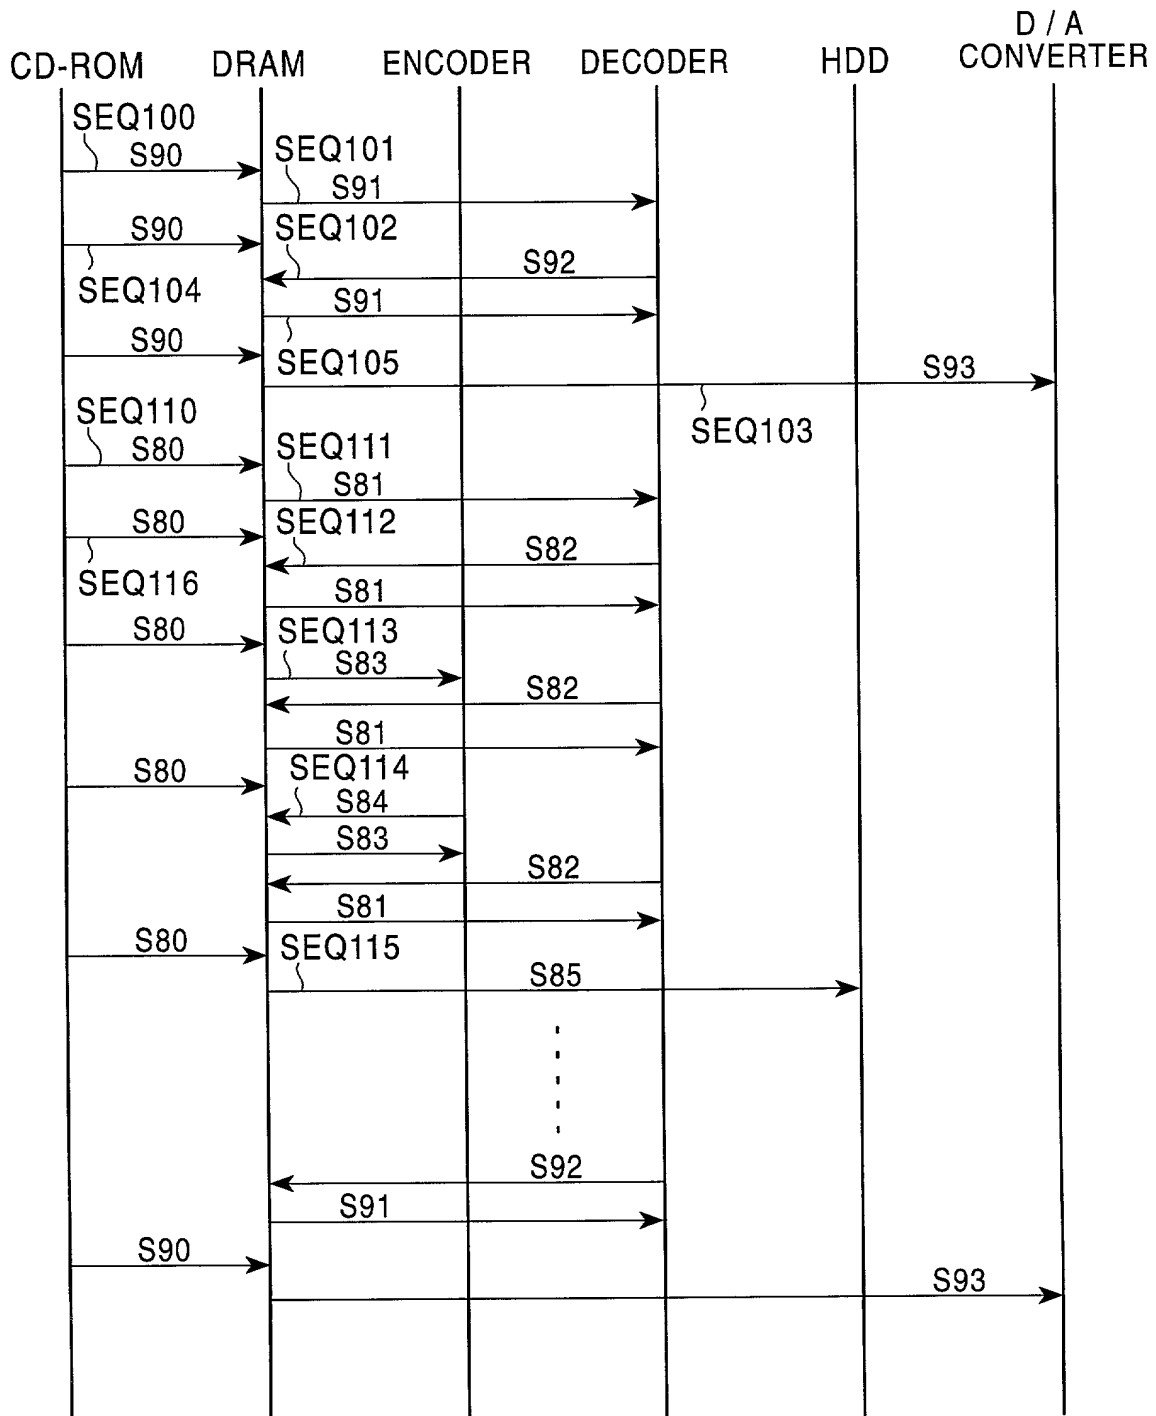 D / A
CD-ROM DRAM ENCODER DECODER HDD CONVERTER
SEQ100
S90
SEQ101
S91
S90
SEQ102
S92
SEQ104
S91
S90
SEQ105
S93
SEQ103
SEQ110
S80
SEQ111
S81
S80
SEQ112
S82
SEQ116
S81
S80
SEQ113
S83
S82
S81
S80
SEQ114
S84
S83
S82
S81
S80
SEQ115
S85
S92
S91
S90
S93